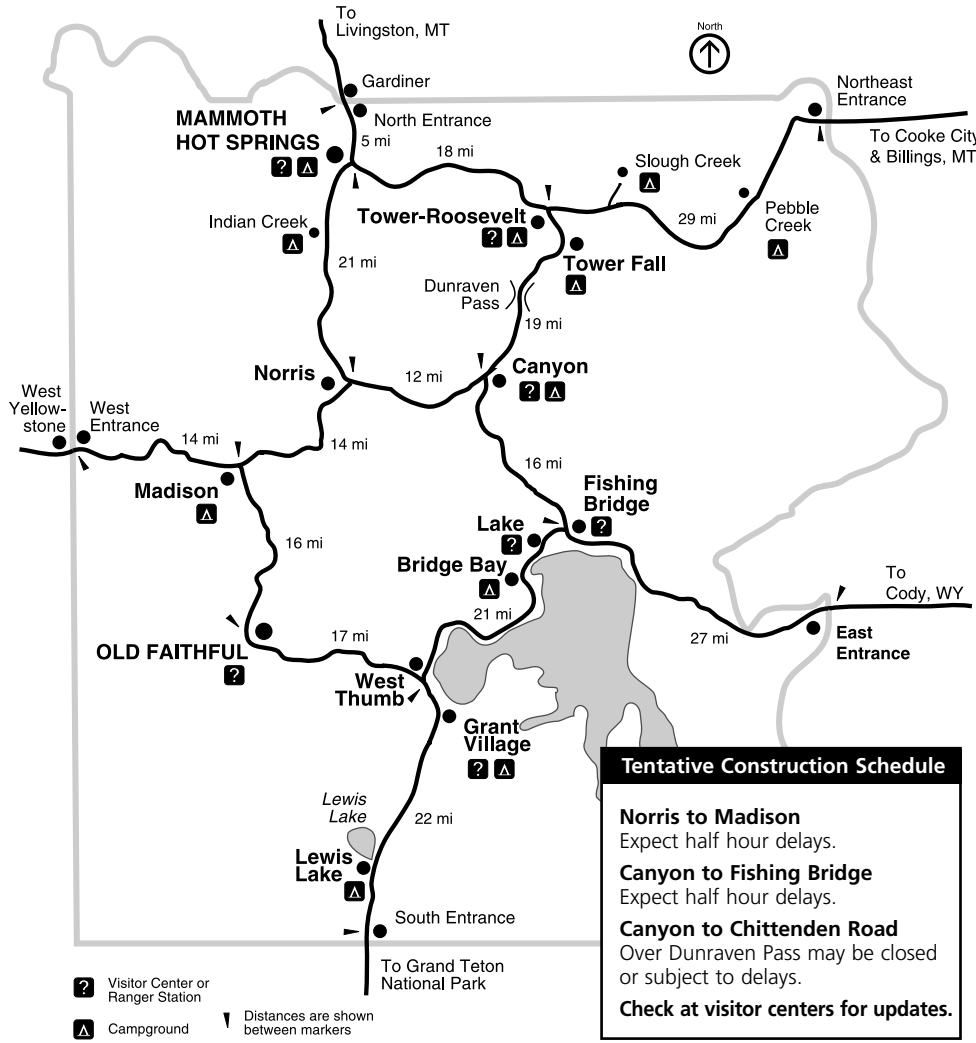 To
Livingston, MT
North
Gardiner
North Entrance
Northeast
Entrance
MAMMOTH
HOT SPRINGS
?
5 mi
18 mi
To Cooke City
& Billings, MT
Slough Creek
Indian Creek
Tower-Roosevelt
?
29 mi
Pebble
Creek
21 mi
Tower Fall
Dunraven
Pass
19 mi
Norris
12 mi
Canyon
?
West
Yellow-
stone
West
Entrance
14 mi
14 mi
Madison
16 mi
Fishing
Bridge
?
Lake
?
16 mi
Bridge Bay
21 mi
To
Cody, WY
27 mi
East
Entrance
OLD FAITHFUL
?
17 mi
West
Thumb
Grant
Village
?
Lewis
Lake
22 mi
Lewis
Lake
South Entrance
To Grand Teton
National Park
Tentative Construction Schedule
Norris to Madison
Expect half hour delays.
Canyon to Fishing Bridge
Expect half hour delays.
Canyon to Chittenden Road
Over Dunraven Pass may be closed
or subject to delays.
Check at visitor centers for updates.
? Visitor Center or
Ranger Station
Campground
Distances are shown
between markers